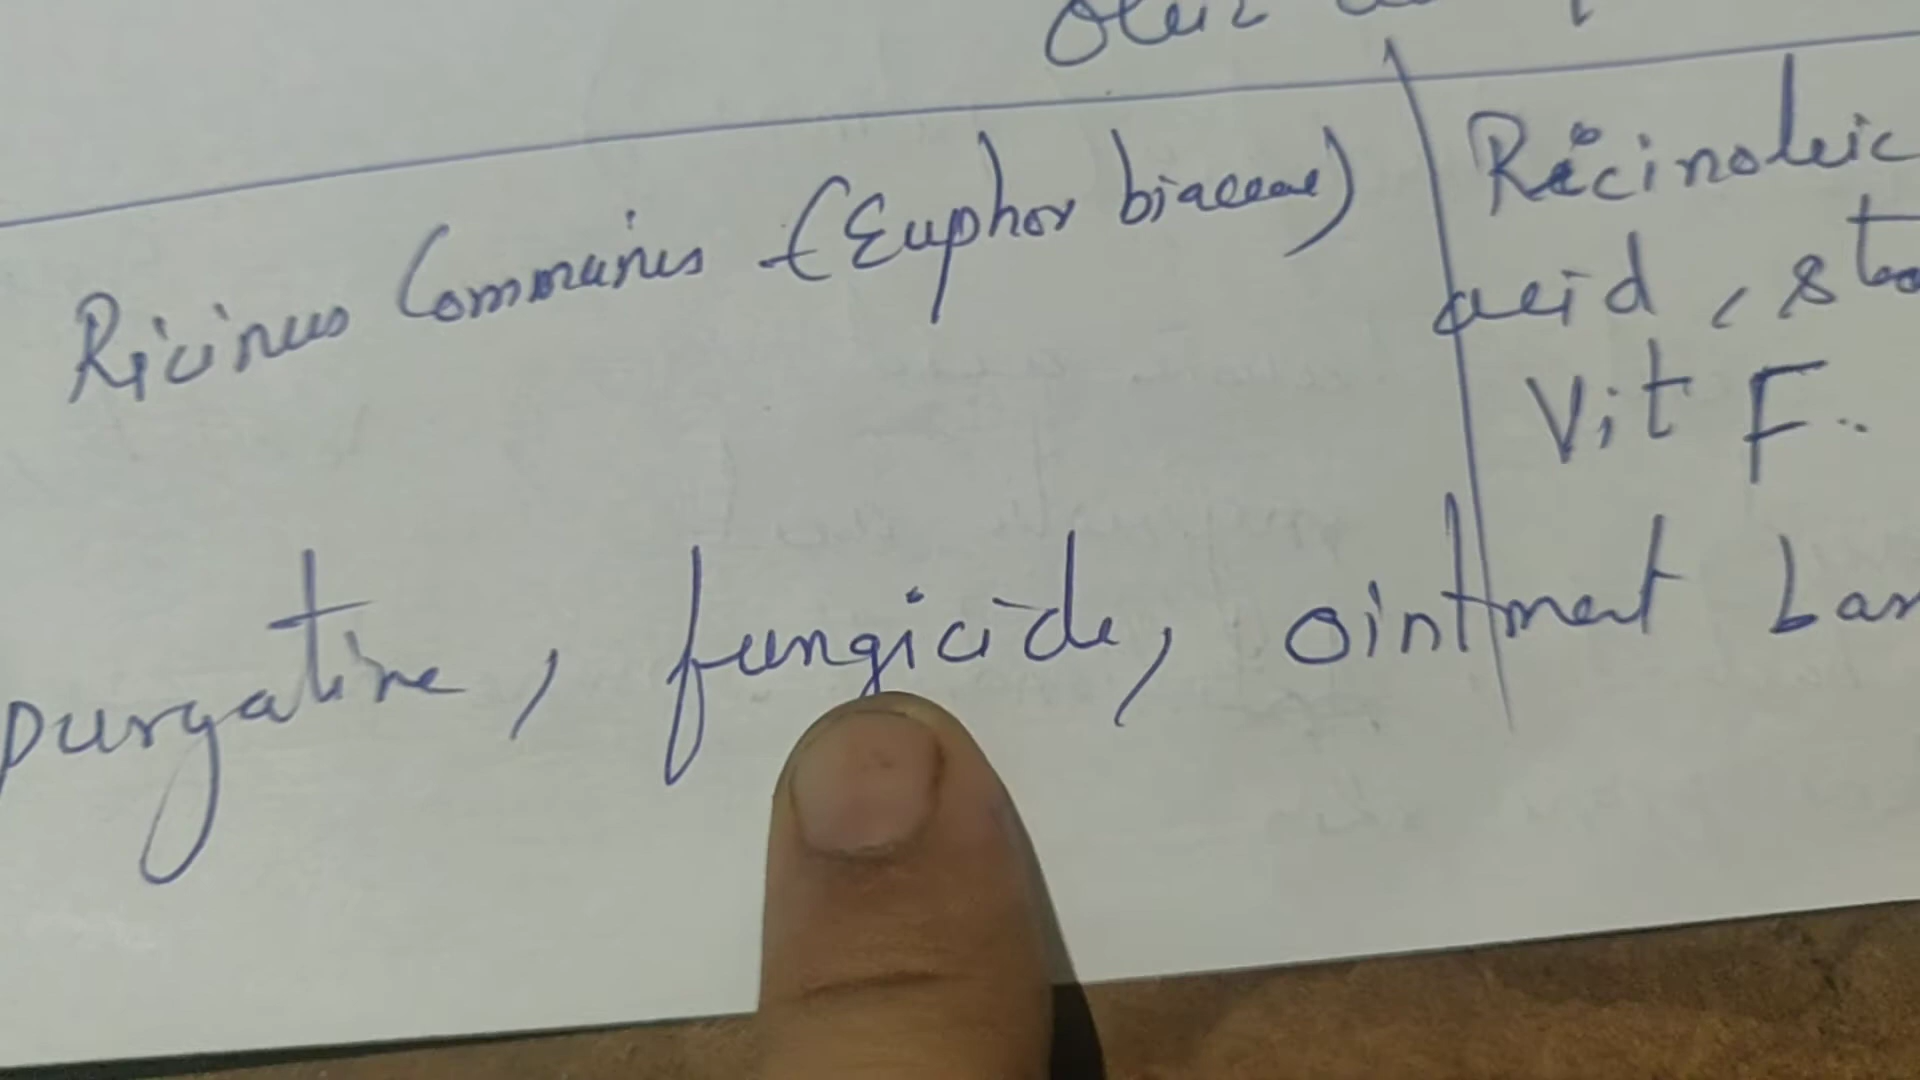 Ricinus Communis (Euphorbiaceae)
Ricinoleic
acid,
Vit F.
purgative, fungicide, ointment